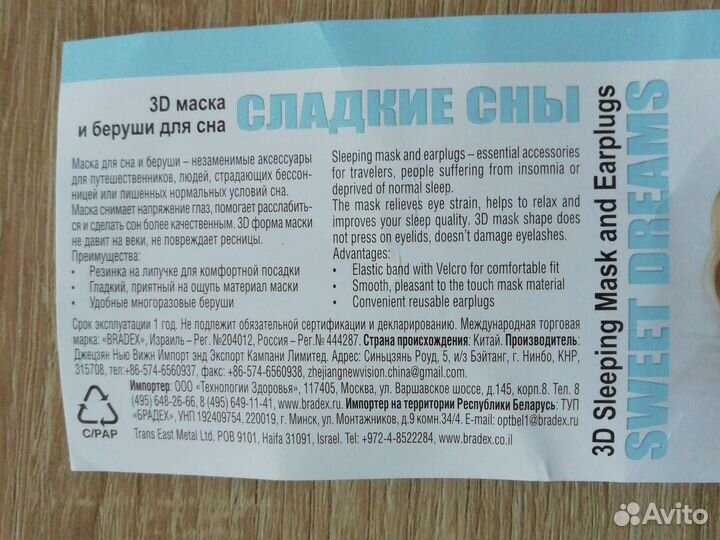 3D маска
и беруши для сна
СЛАДКИЕ СНЫ
Маска для сна и беруши – незаменимые аксессуары
для путешественников, людей, страдающих бессон-
ницей или лишенных нормальных условий сна.
Маска снимает напряжение глаз, помогает расслабить-
ся и сделать сон более качественным. 3D форма маски
не давит на веки, не повреждает ресницы.
Преимущества:
• Резинка на липучке для комфортной посадки
• Гладкий, приятный на ощупь материал маски
• Удобные многоразовые беруши
Sleeping mask and earplugs – essential accessories
for travelers, people suffering from insomnia or
deprived of normal sleep.
The mask relieves eye strain, helps to relax and
improves your sleep quality. 3D mask shape does
not press on eyelids, doesn't damage eyelashes.
Advantages:
• Elastic band with Velcro for comfortable fit
• Smooth, pleasant to the touch mask material
• Convenient reusable earplugs
Срок эксплуатации 1 год. Не подлежит обязательной сертификации и декларированию. Международная торговая
марка: «BRADEX», Израиль – Рег. №204012, Россия – Рег.№ 444287. Страна происхождения: Китай. Производитель:
Джецзян Нью Вижн Импорт энд Экспорт Кампани Лимитед. Адрес: Синьцзянь Роуд, 5, и/з Бэйтанг, г. Нинбо, КНР,
315708, тел:+86-574-6560937, факс:+86-574-6560928, zhejiangnewvision.china@gmail.com
Импортер: ООО «Технологии Здоровья», 117405, Москва, ул. Варшавское шоссе, д.145, корп.8. Тел. 8
(495) 648-26-66, 8 (495) 649-11-41, www.bradex.ru. Импортер на территории Республики Беларусь: ТУП
«БРАДЕКС», УНП 192409754, 220019, г. Минск, ул. Монтажников, д.9 комн.34/4. E-mail: optbel1@bradex.ru
Trans East Metal Ltd, POB 9101, Haifa 31091, Israel. Tel: +972-4-8522284, www.bradex.co.il
C/PAP
3D Sleeping Mask and Earplugs
SWEET DREAMS
Avito